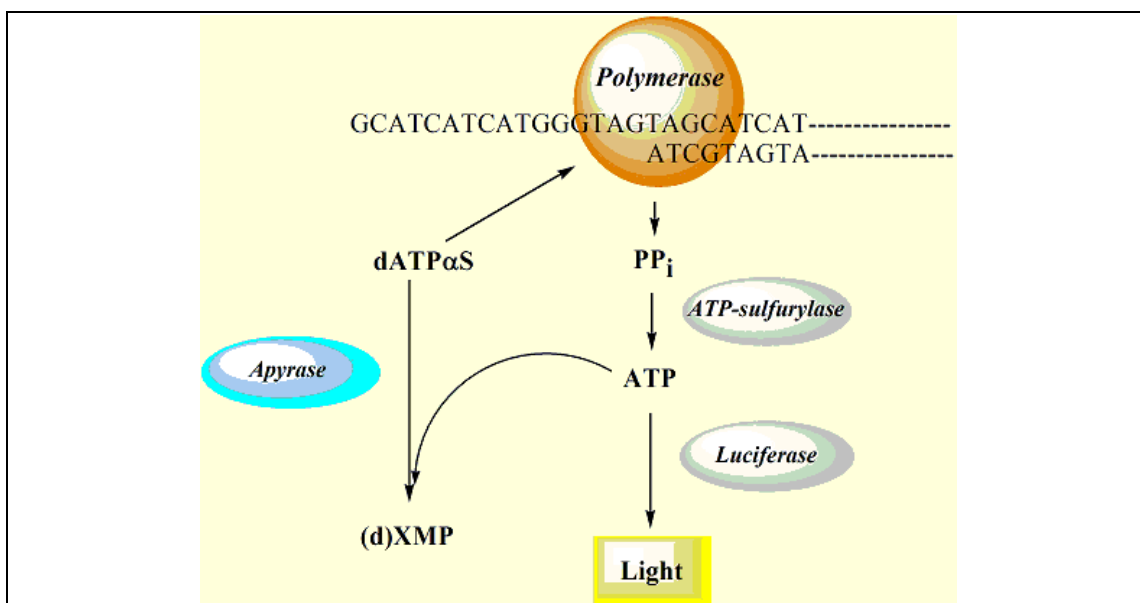 Polymerase
GCATCATCATGGGTAGTAGCATCAT----------------
ATCGTAGTA----------------
dATPαS
PPi
ATP-sulfurylase
Apyrase
ATP
Luciferase
(d)XMP
Light